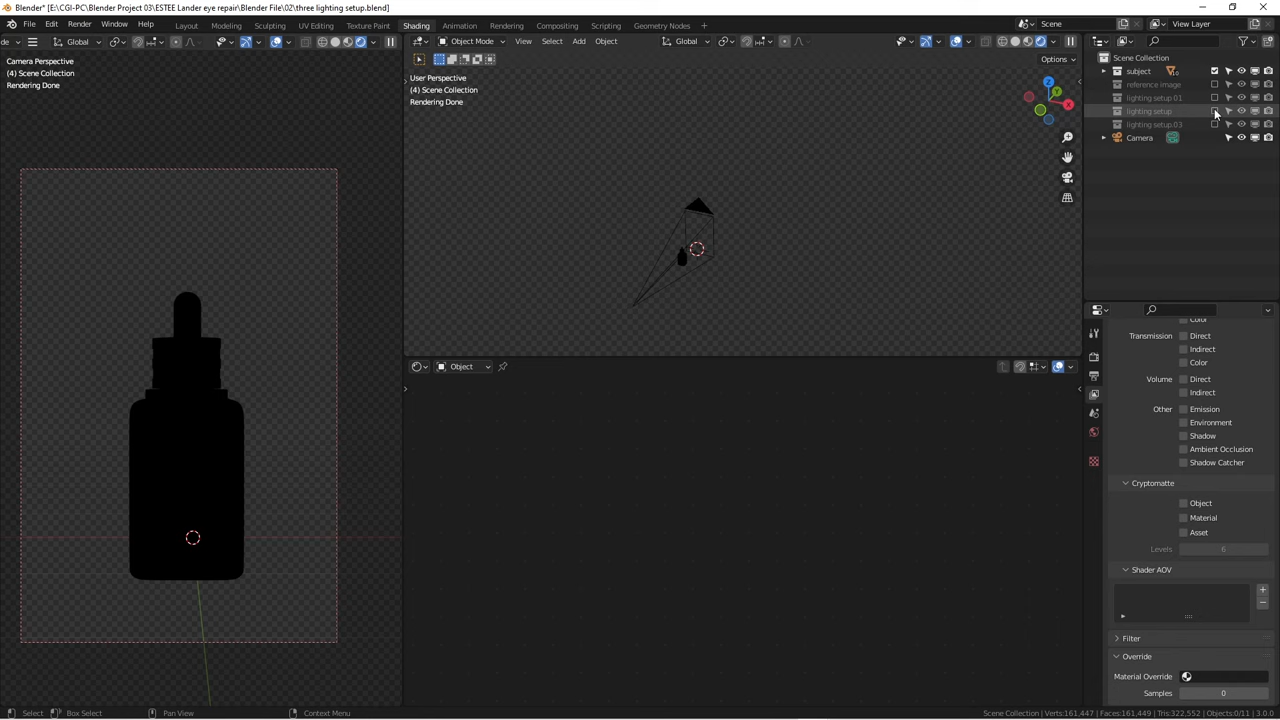 Blender* [E:\CGI-PC\Blender Project 03\ESTEE Lander eye repair\Blender File\02\three lighting setup.blend]
File Edit Render Window Help Layout Modeling Sculpting UV Editing Texture Paint Shading Animation Rendering Compositing Geometry Nodes + Scene View Layer
de Global Object Mode View Select Add Object Global
Options
Camera Perspective
(4) Scene Collection
Rendering Done
User Perspective
(4) Scene Collection
Rendering Done
Z
Y
X
Scene Collection
subject
reference image
lighting setup 01
lighting setup
lighting setup 03
Camera
Object
Color
Transmission Direct
Indirect
Color
Volume Direct
Indirect
Other Emission
Environment
Shadow
Ambient Occlusion
Shadow Catcher
Cryptomatte
Object
Material
Asset
Levels 6
Shader AOV
Filter
Override
Material Override
Samples 0
Select Box Select Pan View Context Menu
Scene Collection | Verts:161,447 | Faces:161,449 | Tris:322,552 | Objects:0/11 | 3.0.0